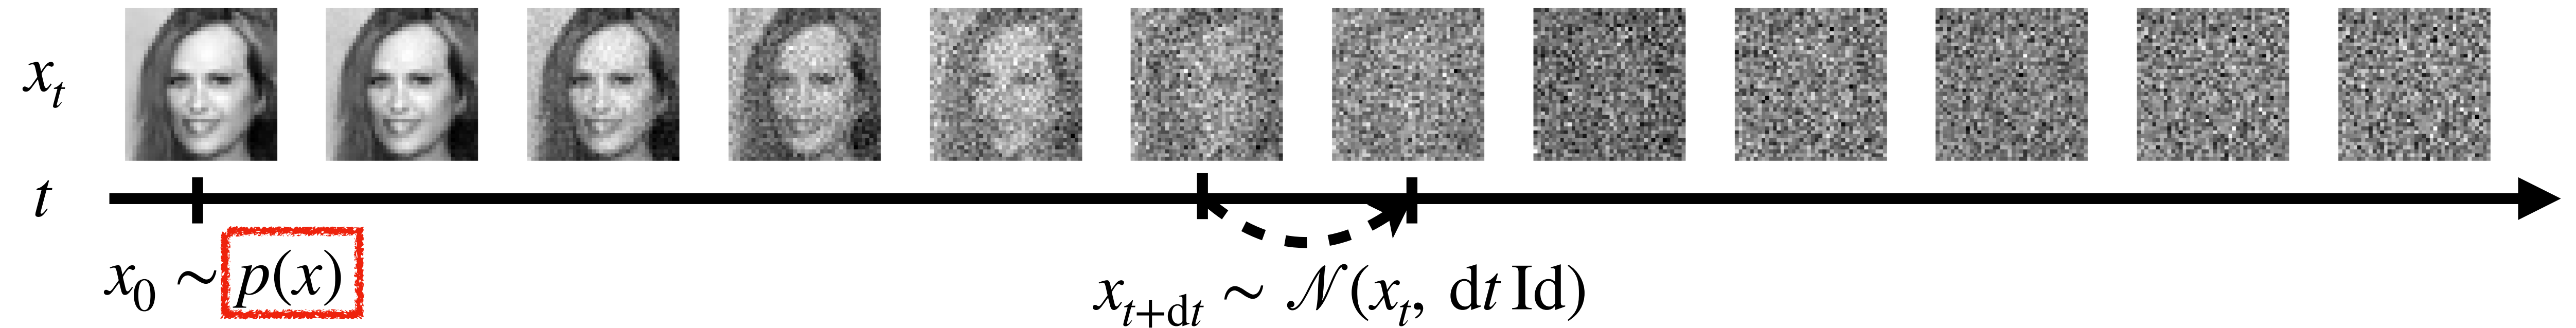 x_t
t
x_0 ∼ p(x)
x_{t+dt} ∼ 𝒩(x_t, dt Id)